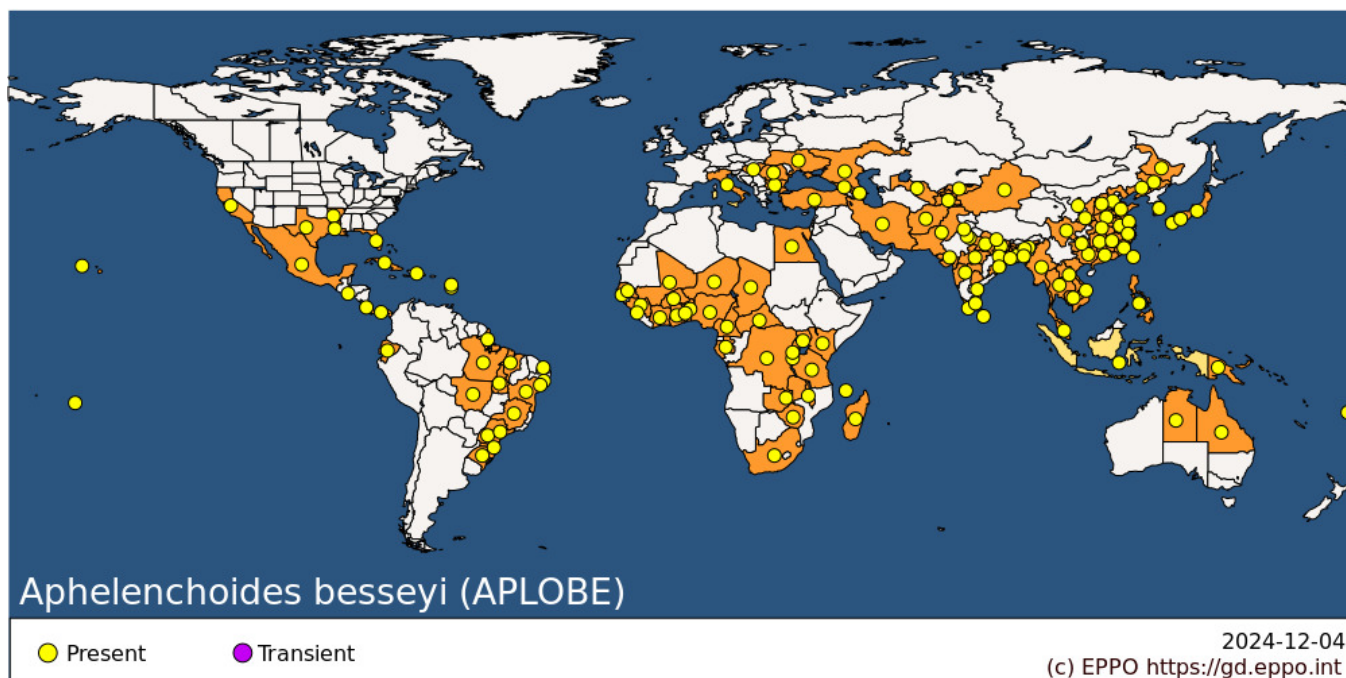 Aphelenchoides besseyi (APLOBE)
Present
Transient
2024-12-04
(c) EPPO https://gd.eppo.int